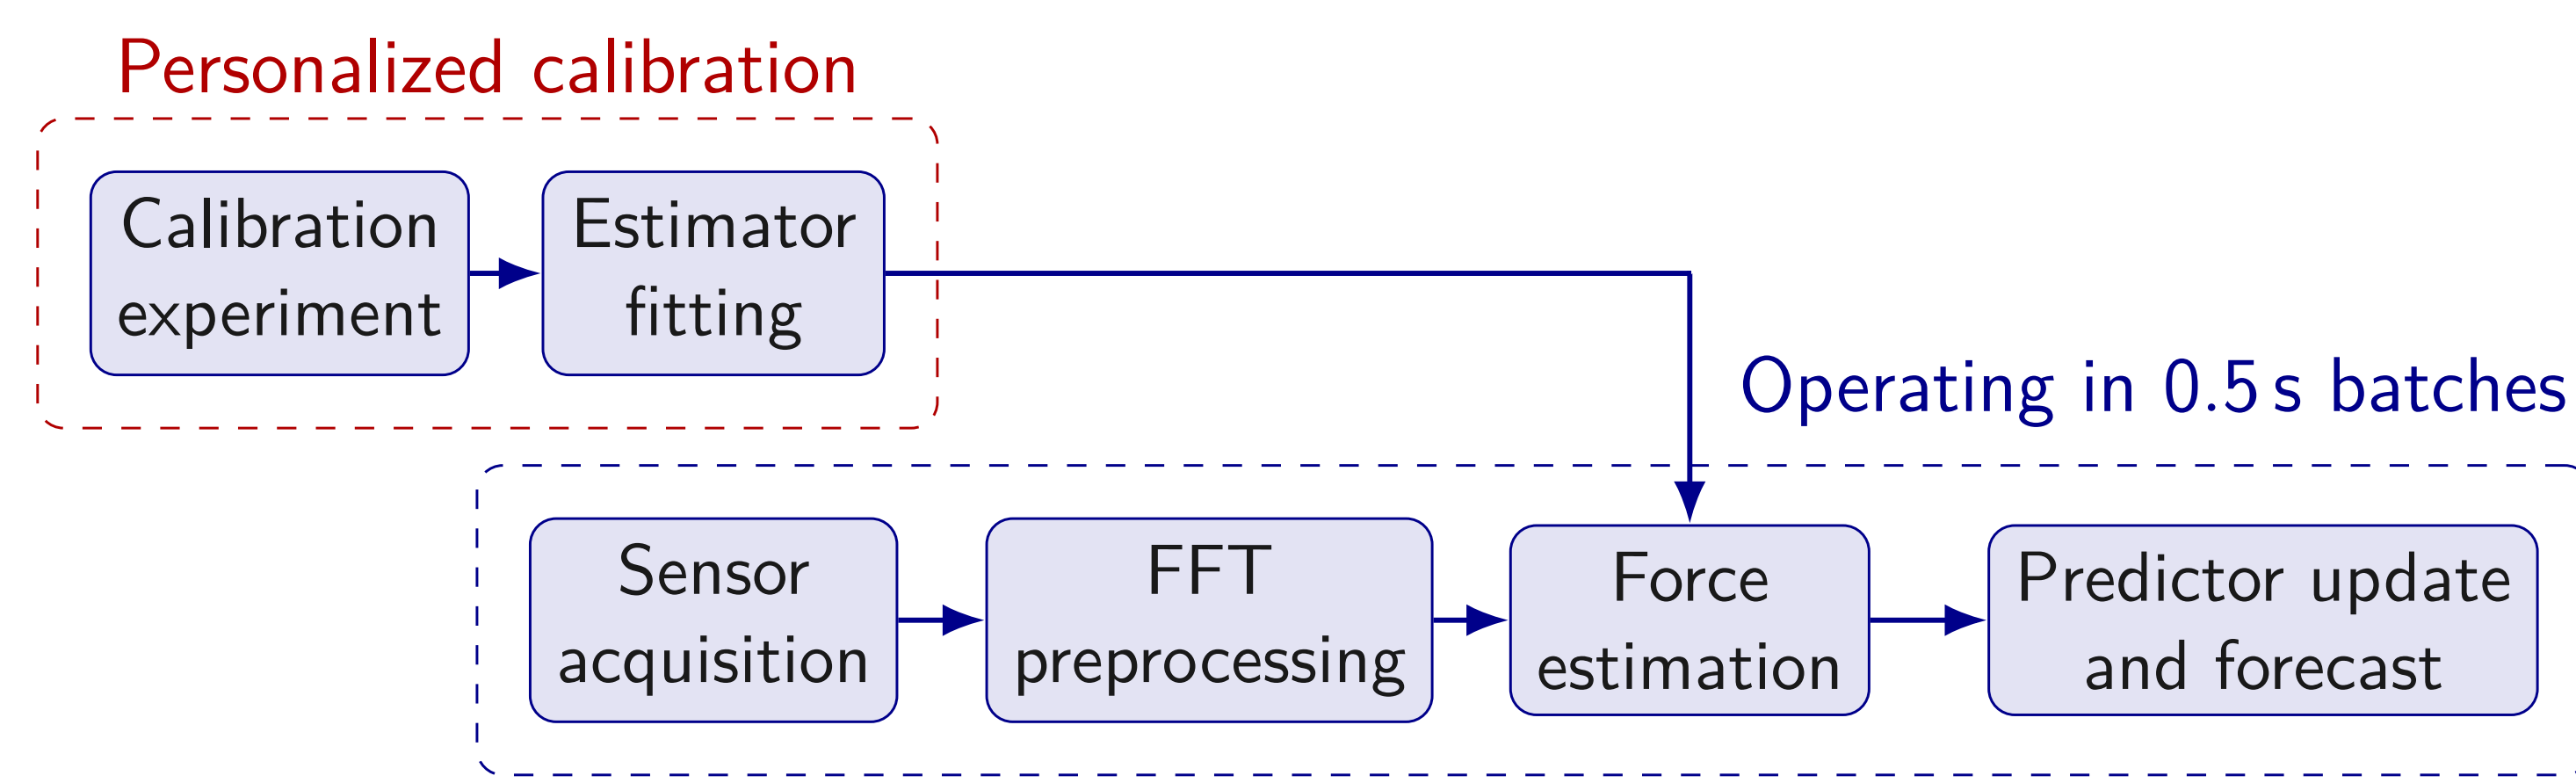 Personalized calibration
Calibration
experiment
Estimator
fitting
Operating in 0.5 s batches
Sensor
acquisition
FFT
preprocessing
Force
estimation
Predictor update
and forecast